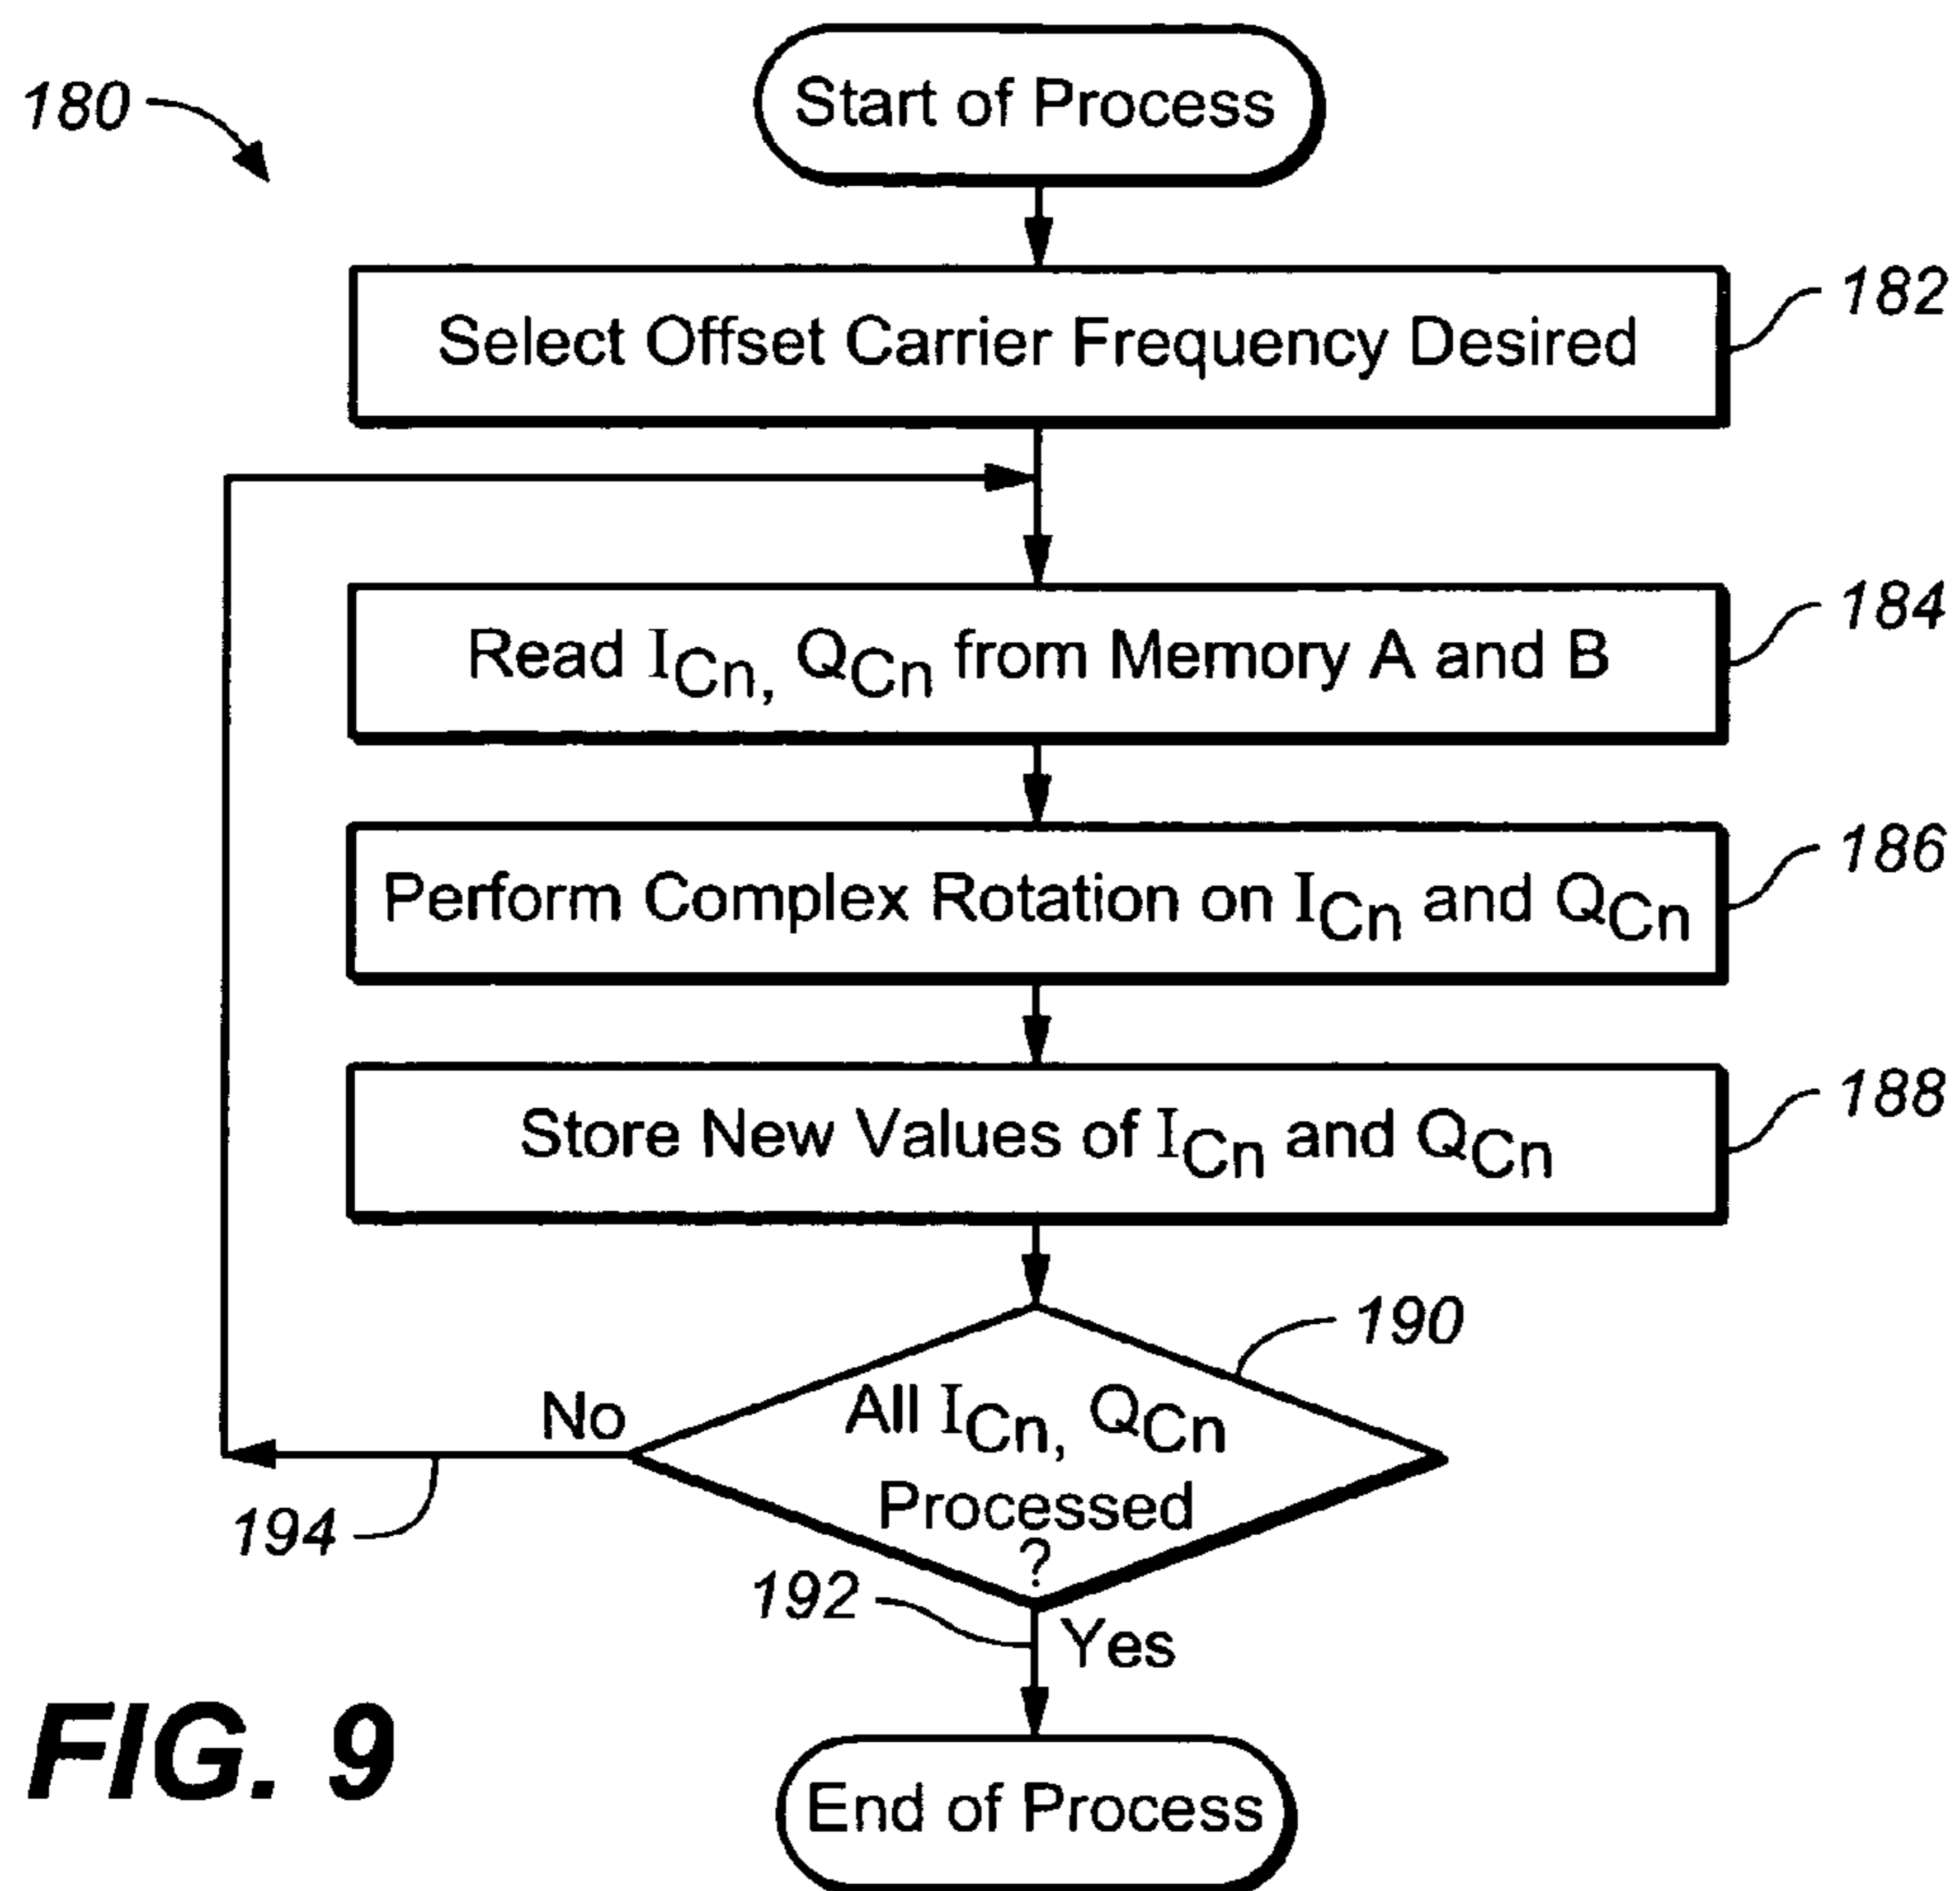 180
Start of Process
Select Offset Carrier Frequency Desired
182
Read ICn, QCn from Memory A and B
184
Perform Complex Rotation on ICn and QCn
186
Store New Values of ICn and QCn
188
190
No
All ICn, QCn
Processed
?
194
192
Yes
End of Process
FIG. 9